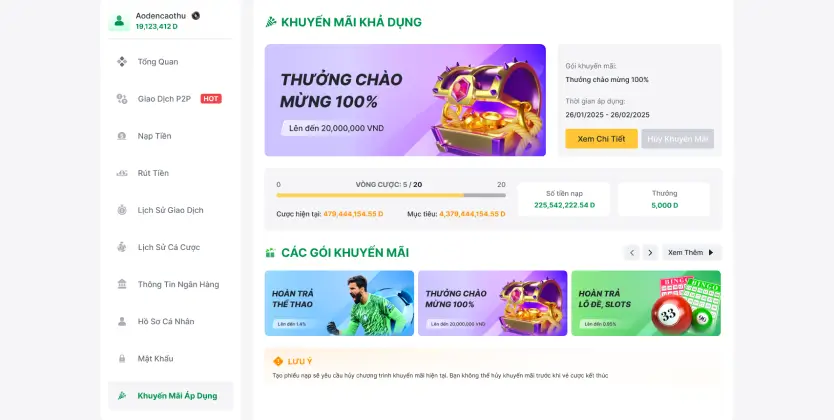 Aodencaothu
19,123,412 D
Tổng Quan
Giao Dịch P2P HOT
Nạp Tiền
Rút Tiền
Lịch Sử Giao Dịch
Lịch Sử Cá Cược
Thông Tin Ngân Hàng
Hồ Sơ Cá Nhân
Mật Khẩu
Khuyến Mãi Áp Dụng
KHUYẾN MÃI KHẢ DỤNG
THƯỞNG CHÀO
MỪNG 100%
Lên đến 20,000,000 VND
Gói khuyến mãi:
Thưởng chào mừng 100%
Thời gian áp dụng:
26/01/2025 - 26/02/2025
Xem Chi Tiết
Hủy Khuyến Mãi
0 VÒNG CƯỢC: 5 / 20 20
Cược hiện tại: 479,444,154.55 D Mục tiêu: 4,379,444,154.55 D
Số tiền nạp
225,542,222.54 D
Thưởng
5,000 D
CÁC GÓI KHUYẾN MÃI
Xem Thêm
HOÀN TRẢ
THỂ THAO
Lên đến 1.4%
THƯỞNG CHÀO
MỪNG 100%
Lên đến 20,000,000 VND
HOÀN TRẢ
LÔ ĐỀ, SLOTS
Lên đến 0.95%
BINGO
BINGO
33
LƯU Ý
Tạo phiếu nạp sẽ yêu cầu hủy chương trình khuyến mãi hiện tại. Bạn không thể hủy khuyến mãi trước khi vé cược kết thúc